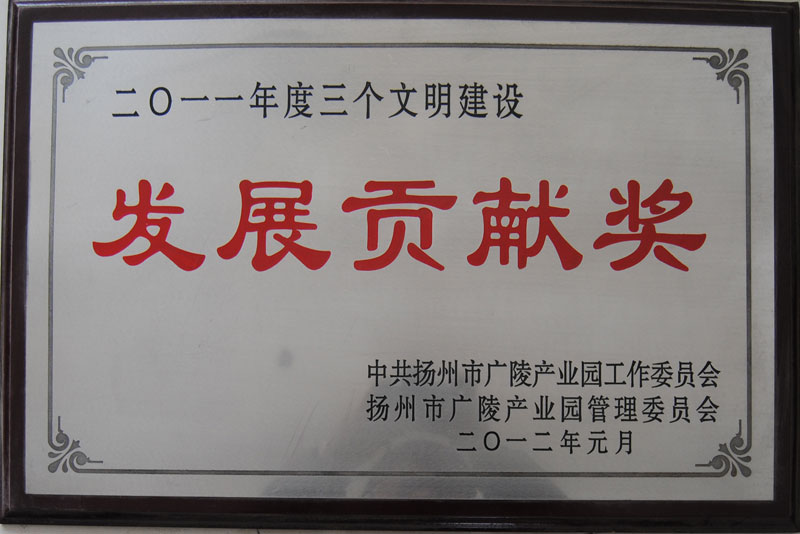 二〇一一年度三个文明建设
发展贡献奖
中共扬州市广陵产业园工作委员会
扬州市广陵产业园管理委员会
二〇一二年元月